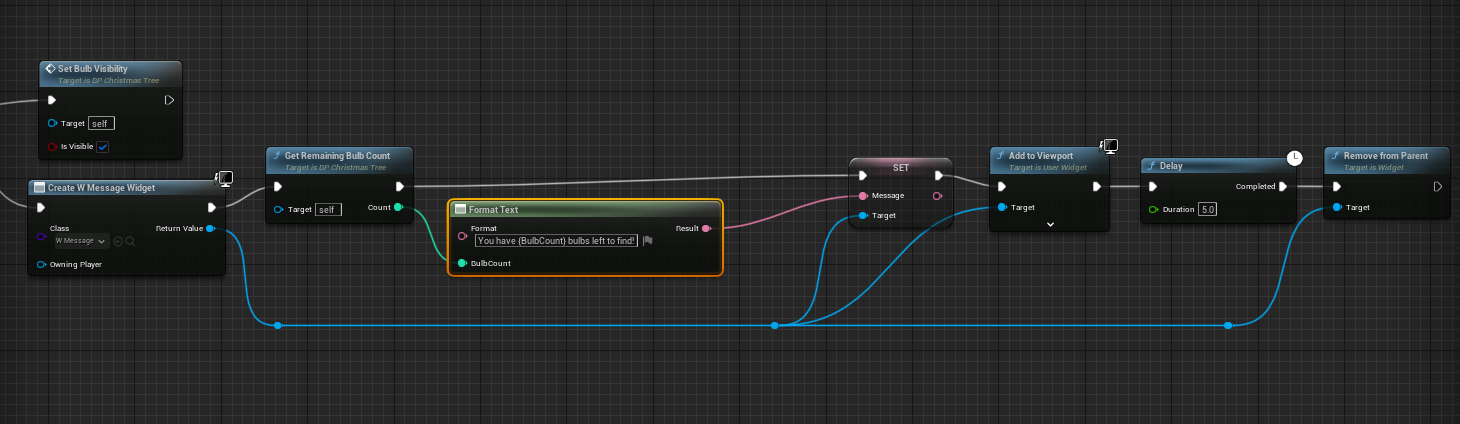 Set Bulb Visibility
Target is BP Christmas Tree
Target self
Is Visible
Create W Message Widget
Class
W Message
Return Value
Owning Player
Get Remaining Bulb Count
Target is BP Christmas Tree
Target self
Count
Format Text
Format
You have {BulbCount} bulbs left to find!
Result
BulbCount
SET
Message
Target
Add to Viewport
Target is User Widget
Target
Delay
Completed
Duration 5.0
Remove from Parent
Target is Widget
Target